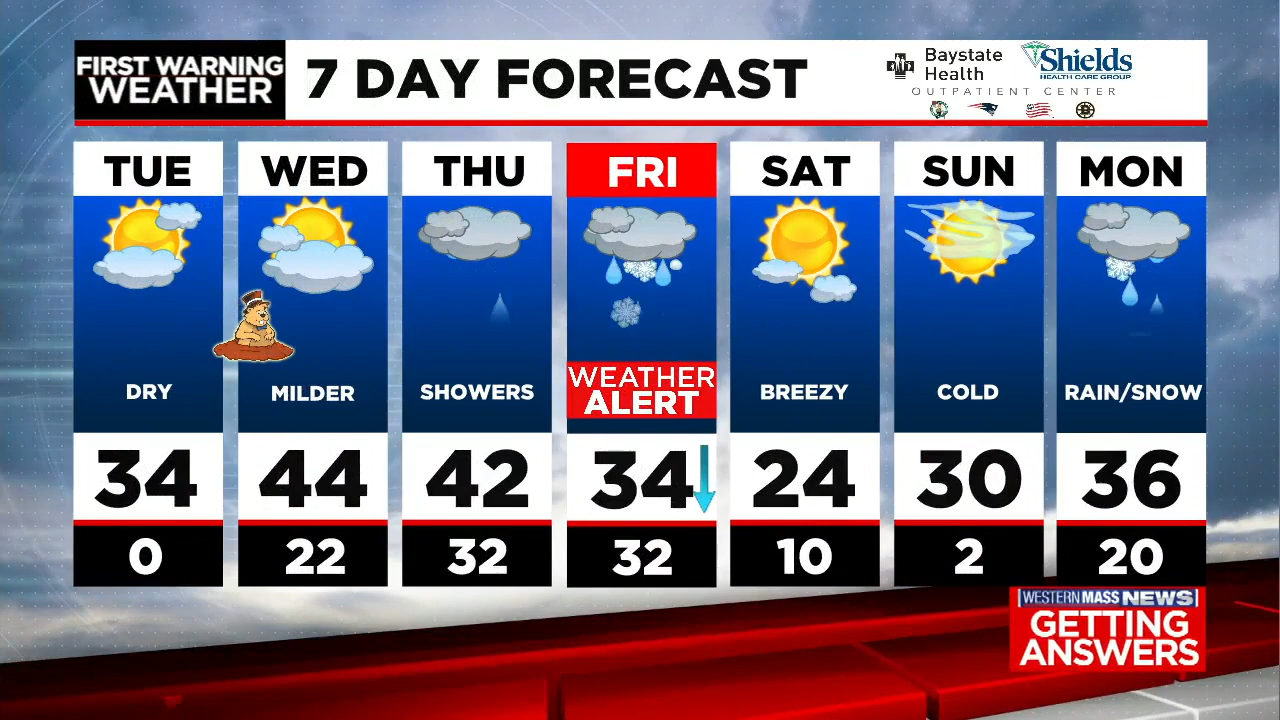 FIRST WARNING
WEATHER
7 DAY FORECAST
Baystate
Health
Shields
HEALTH CARE GROUP
OUTPATIENT CENTER
TUE
WED
THU
FRI
SAT
SUN
MON
DRY
MILDER
SHOWERS
WEATHER
ALERT
BREEZY
COLD
RAIN/SNOW
34
44
42
34
24
30
36
0
22
32
32
10
2
20
WESTERN MASS NEWS
GETTING
ANSWERS